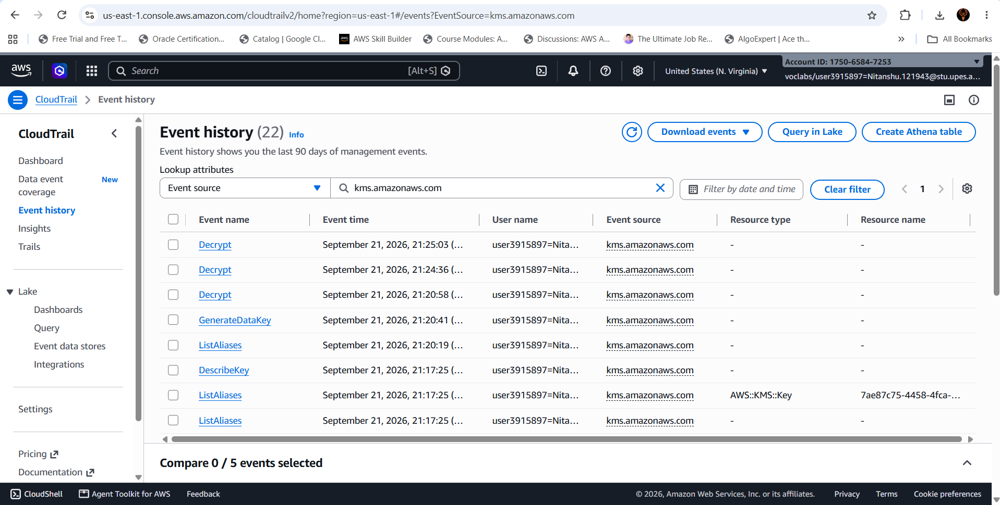 us-east-1.console.aws.amazon.com/cloudtrailv2/home?region=us-east-1#/events?EventSource=kms.amazonaws.com
Free Trial and Free T... Oracle Certification... Catalog | Google Cl... aws AWS Skill Builder Course Modules: A... Discussions: AWS A... The Ultimate Job Re... AlgoExpert | Ace th... » All Bookmarks
aws Search [Alt+S] United States (N. Virginia) Account ID: 1750-6584-7253
voclabs/user3915897=Nitanshu.121943@stu.upes.a...
CloudTrail Event history
CloudTrail
Dashboard
Data event coverage New
Event history
Insights
Trails
Lake
Dashboards
Query
Event data stores
Integrations
Settings
Pricing
Documentation
Event history (22) Info
Download events Query in Lake Create Athena table
Event history shows you the last 90 days of management events.
Lookup attributes
Event source kms.amazonaws.com Filter by date and time Clear filter 1
Event name Event time User name Event source Resource type Resource name
Decrypt September 21, 2026, 21:25:03 (... user3915897=Nita... kms.amazonaws.com - -
Decrypt September 21, 2026, 21:24:36 (... user3915897=Nita... kms.amazonaws.com - -
Decrypt September 21, 2026, 21:20:58 (... user3915897=Nita... kms.amazonaws.com - -
GenerateDataKey September 21, 2026, 21:20:41 (... user3915897=Nita... kms.amazonaws.com - -
ListAliases September 21, 2026, 21:20:19 (... user3915897=Nita... kms.amazonaws.com - -
DescribeKey September 21, 2026, 21:17:25 (... user3915897=Nita... kms.amazonaws.com - -
ListAliases September 21, 2026, 21:17:25 (... user3915897=Nita... kms.amazonaws.com AWS::KMS::Key 7ae87c75-4458-4fca-...
ListAliases September 21, 2026, 21:17:25 (... user3915897=Nita... kms.amazonaws.com - -
Compare 0 / 5 events selected
CloudShell Agent Toolkit for AWS Feedback © 2026, Amazon Web Services, Inc. or its affiliates. Privacy Terms Cookie preferences